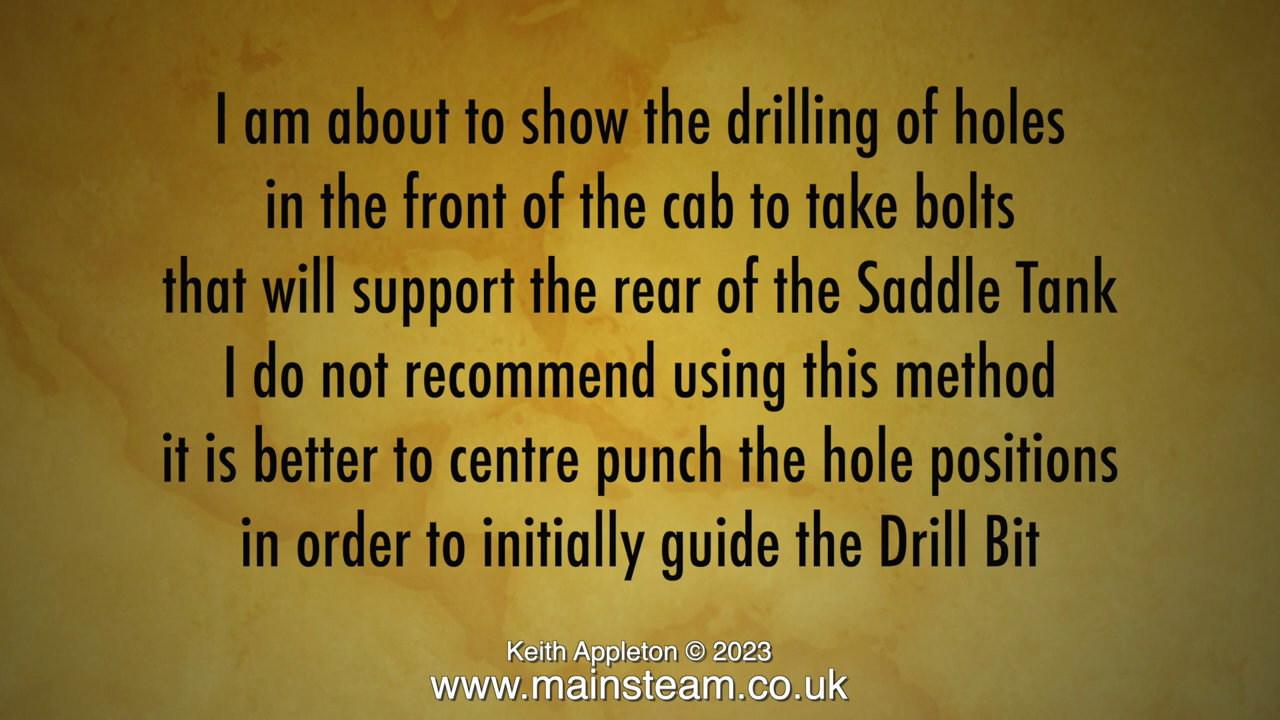 I am about to show the drilling of holes
in the front of the cab to take bolts
that will support the rear of the Saddle Tank
I do not recommend using this method
it is better to centre punch the hole positions
in order to initially guide the Drill Bit
Keith Appleton © 2023
www.mainsteam.co.uk